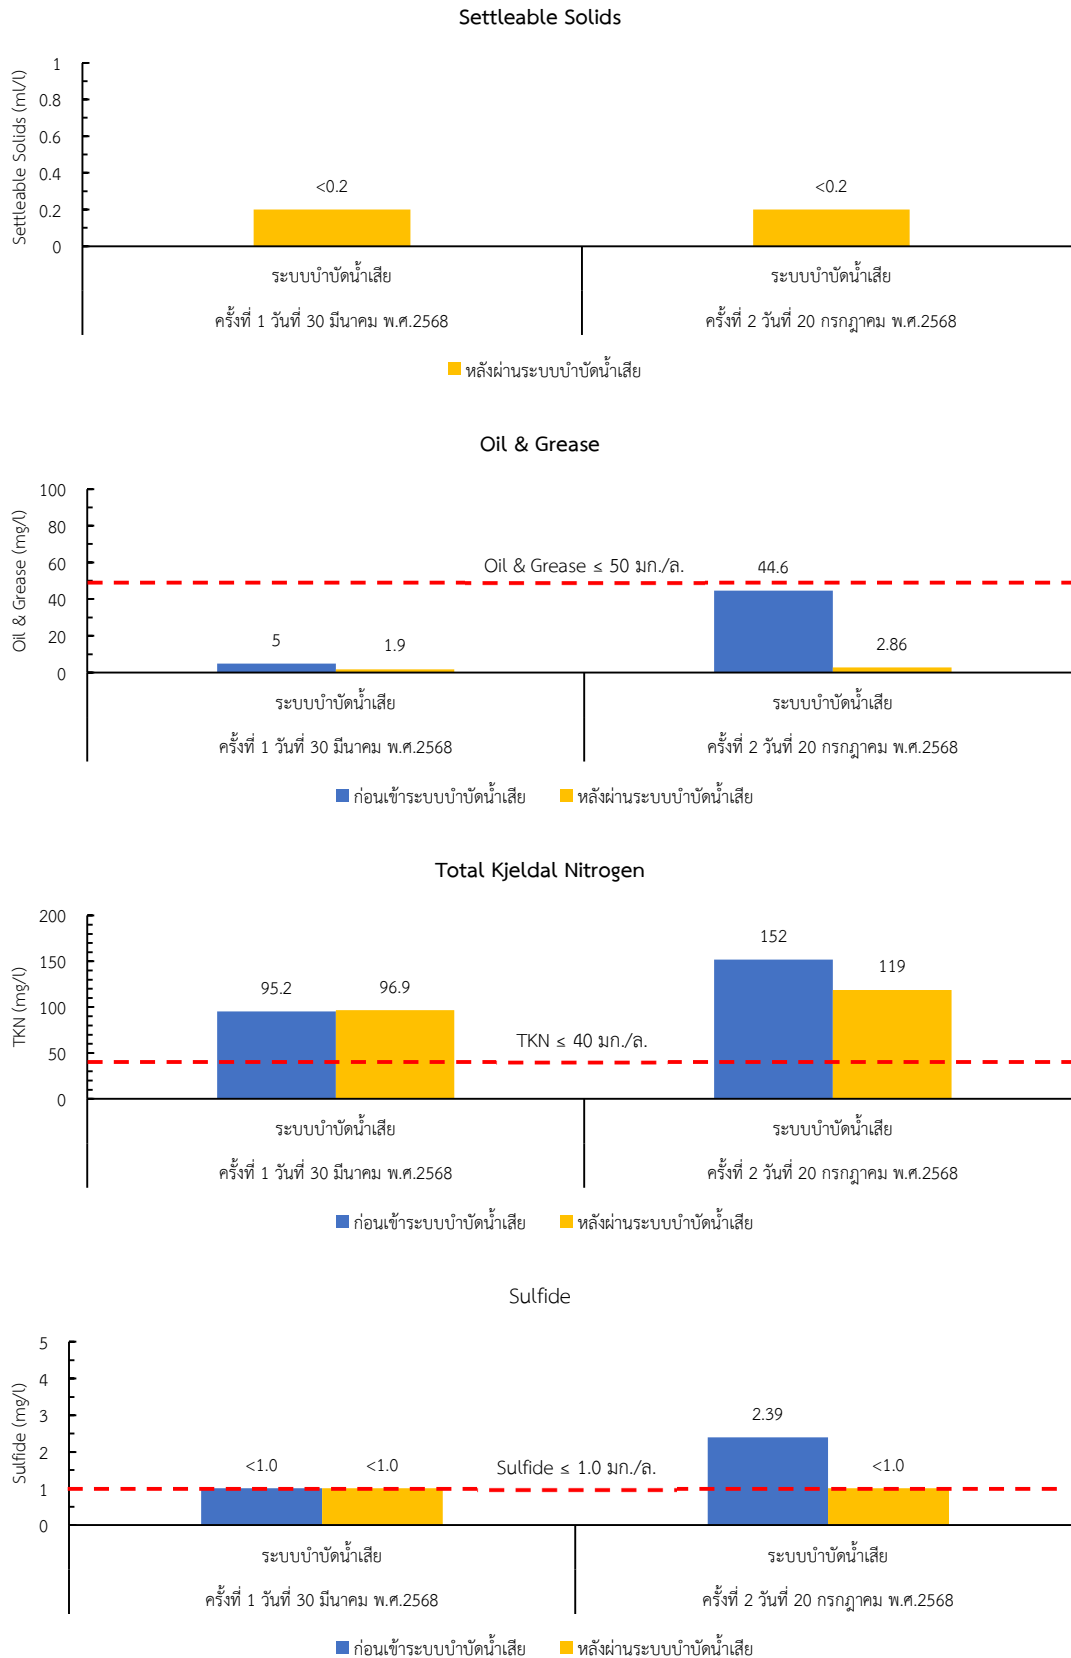 Settleable Solids
Settleable Solids (ml/l)
1
0.8
0.6
0.4
0.2
0
<0.2
<0.2
ระบบบำบัดน้ำเสีย
ระบบบำบัดน้ำเสีย
ครั้งที่ 1 วันที่ 30 มีนาคม พ.ศ.2568
ครั้งที่ 2 วันที่ 20 กรกฎาคม พ.ศ.2568
หลังผ่านระบบบำบัดน้ำเสีย
Oil & Grease
Oil & Grease (mg/l)
100
80
60
40
20
0
Oil & Grease ≤ 50 มก./ล.
5
1.9
44.6
2.86
ระบบบำบัดน้ำเสีย
ระบบบำบัดน้ำเสีย
ครั้งที่ 1 วันที่ 30 มีนาคม พ.ศ.2568
ครั้งที่ 2 วันที่ 20 กรกฎาคม พ.ศ.2568
ก่อนเข้าระบบบำบัดน้ำเสีย
หลังผ่านระบบบำบัดน้ำเสีย
Total Kjeldal Nitrogen
TKN (mg/l)
200
150
100
50
0
95.2
96.9
TKN ≤ 40 มก./ล.
152
119
ระบบบำบัดน้ำเสีย
ระบบบำบัดน้ำเสีย
ครั้งที่ 1 วันที่ 30 มีนาคม พ.ศ.2568
ครั้งที่ 2 วันที่ 20 กรกฎาคม พ.ศ.2568
ก่อนเข้าระบบบำบัดน้ำเสีย
หลังผ่านระบบบำบัดน้ำเสีย
Sulfide
Sulfide (mg/l)
5
4
3
2
1
0
<1.0
<1.0
Sulfide ≤ 1.0 มก./ล.
2.39
<1.0
ระบบบำบัดน้ำเสีย
ระบบบำบัดน้ำเสีย
ครั้งที่ 1 วันที่ 30 มีนาคม พ.ศ.2568
ครั้งที่ 2 วันที่ 20 กรกฎาคม พ.ศ.2568
ก่อนเข้าระบบบำบัดน้ำเสีย
หลังผ่านระบบบำบัดน้ำเสีย